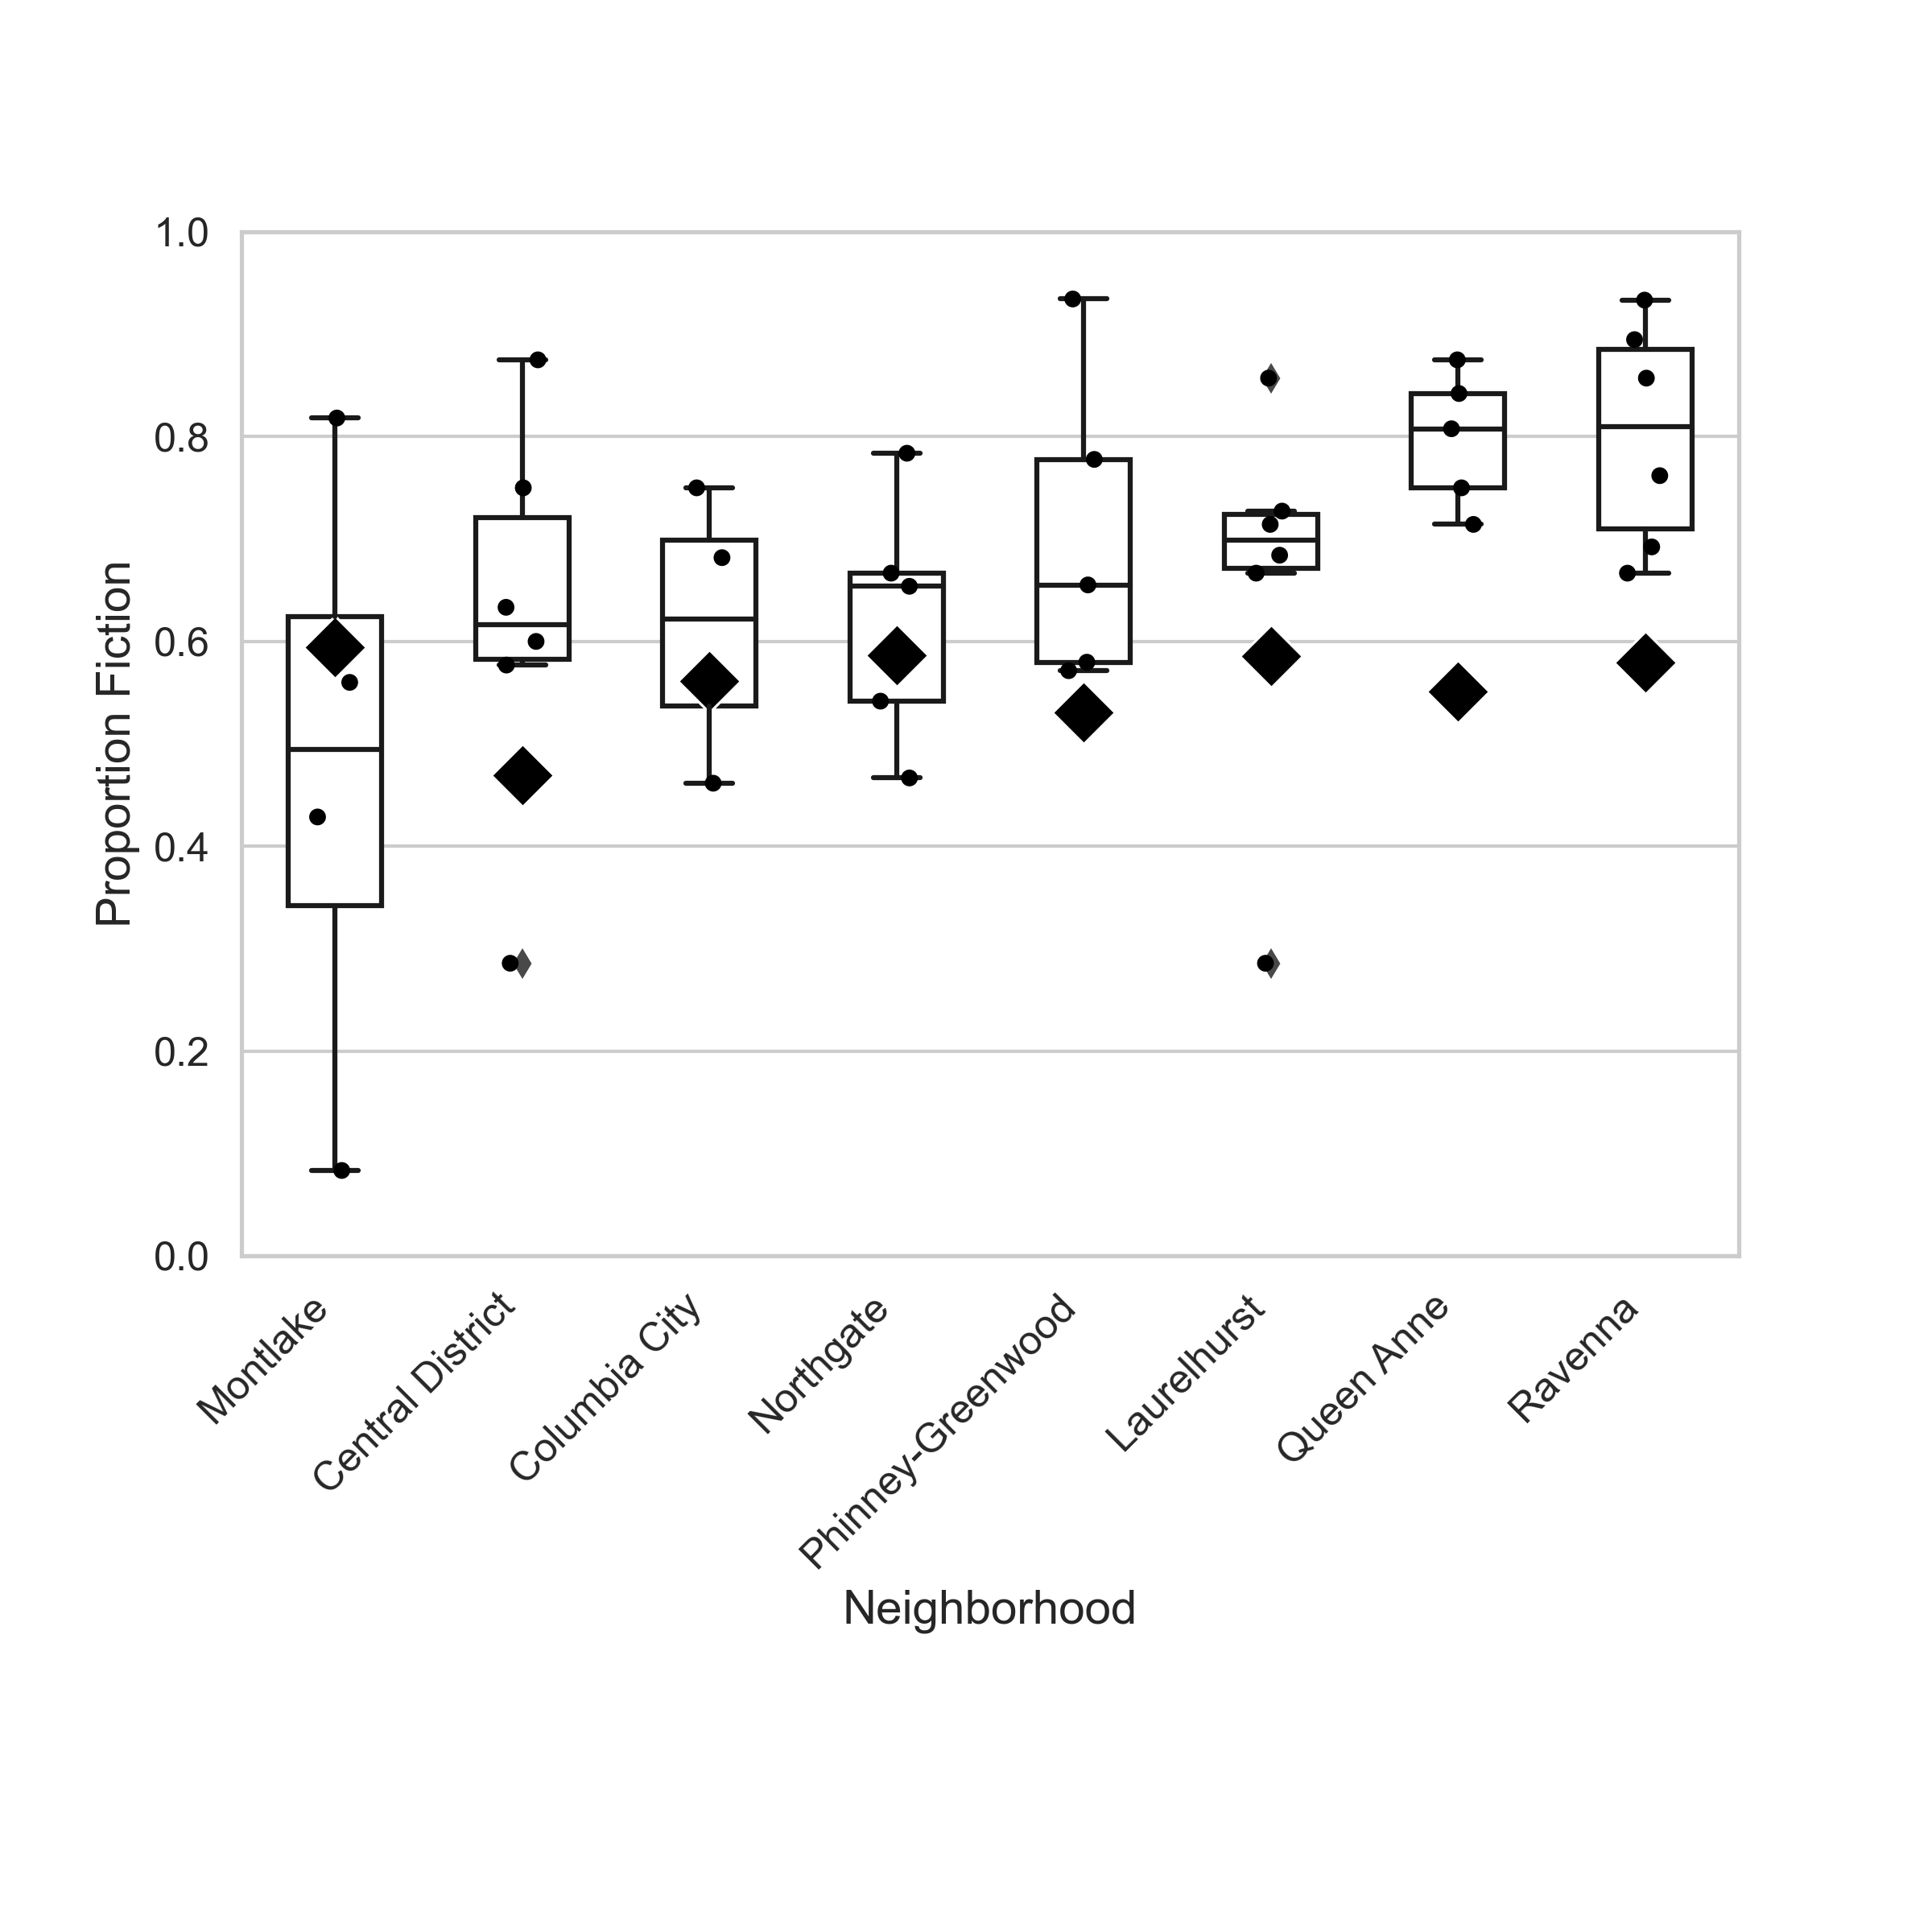 1.0
0.8
0.6
0.4
0.2
0.0
Proportion Fiction
Montlake
Central District
Columbia City
Northgate
Phinney-Greenwood
Laurelhurst
Queen Anne
Ravenna
Neighborhood